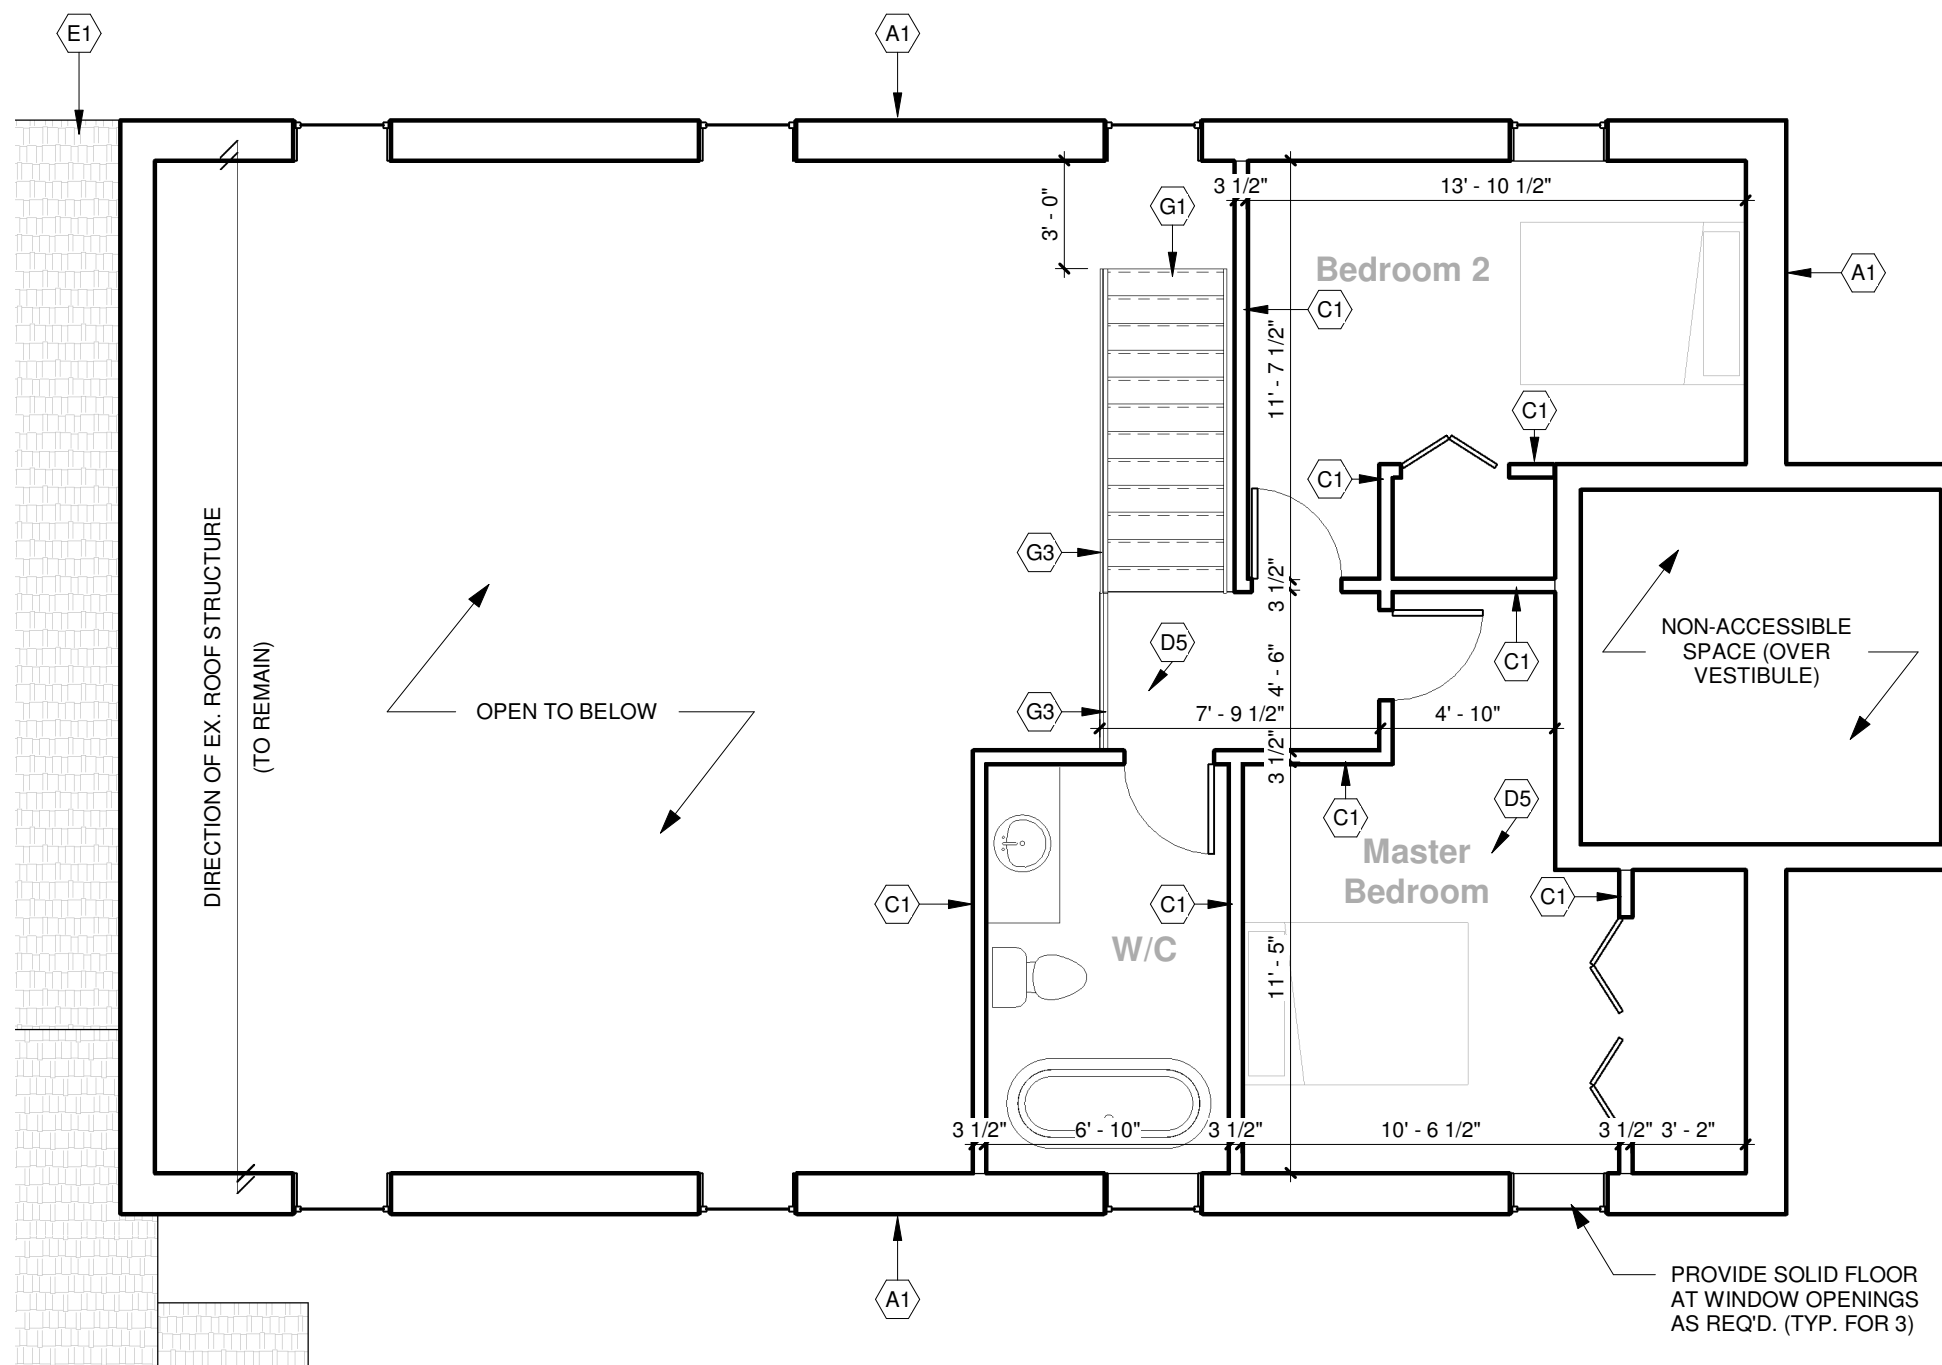 E1
A1
3 1/2"
13' - 10 1/2"
3' - 0"
G1
Bedroom 2
A1
C1
11' - 7 1/2"
C1
C1
G3
3 1/2"
DIRECTION OF EX. ROOF STRUCTURE
(TO REMAIN)
OPEN TO BELOW
D5
4' - 6"
C1
NON-ACCESSIBLE
SPACE (OVER
VESTIBULE)
G3
7' - 9 1/2"
4' - 10"
3 1/2"
C1
D5
Master
Bedroom
C1
C1
C1
W/C
11' - 5"
3 1/2"
6' - 10"
3 1/2"
10' - 6 1/2"
3 1/2"
3' - 2"
A1
PROVIDE SOLID FLOOR
AT WINDOW OPENINGS
AS REQ'D. (TYP. FOR 3)